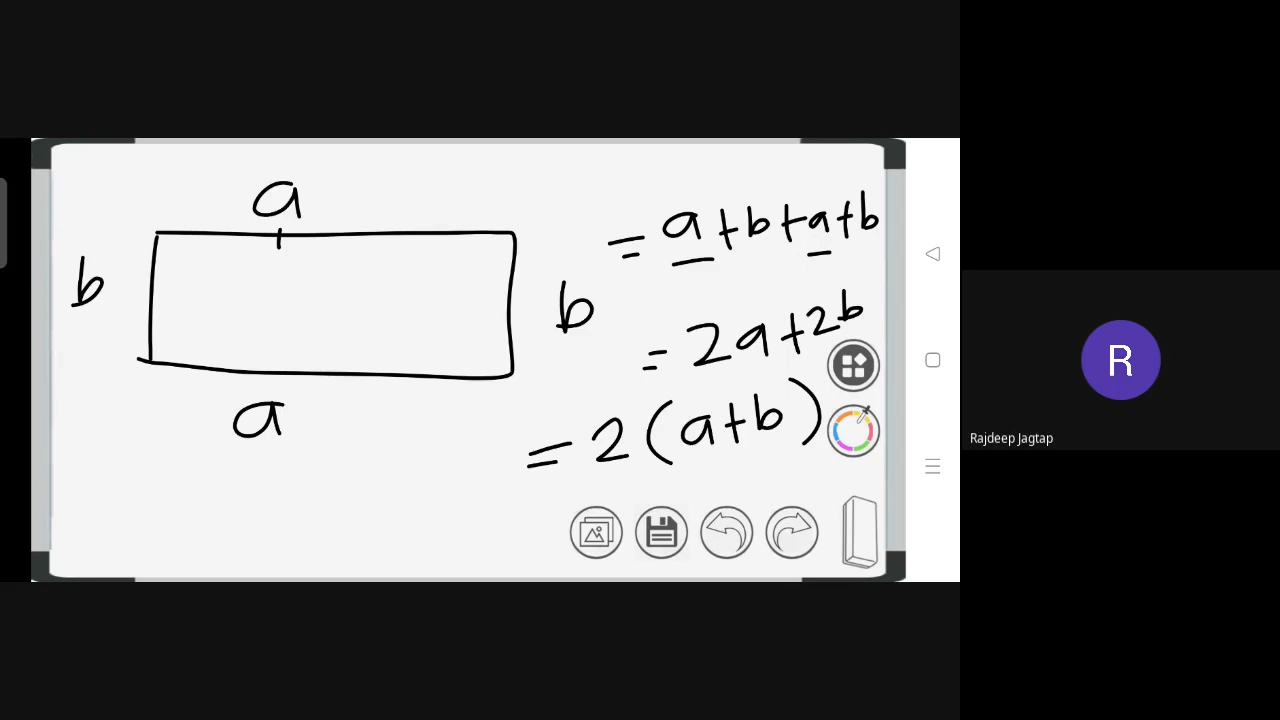 a
b
b
a
= a+b+a+b
= 2a+2b
= 2(a+b)
R
Rajdeep Jagtap